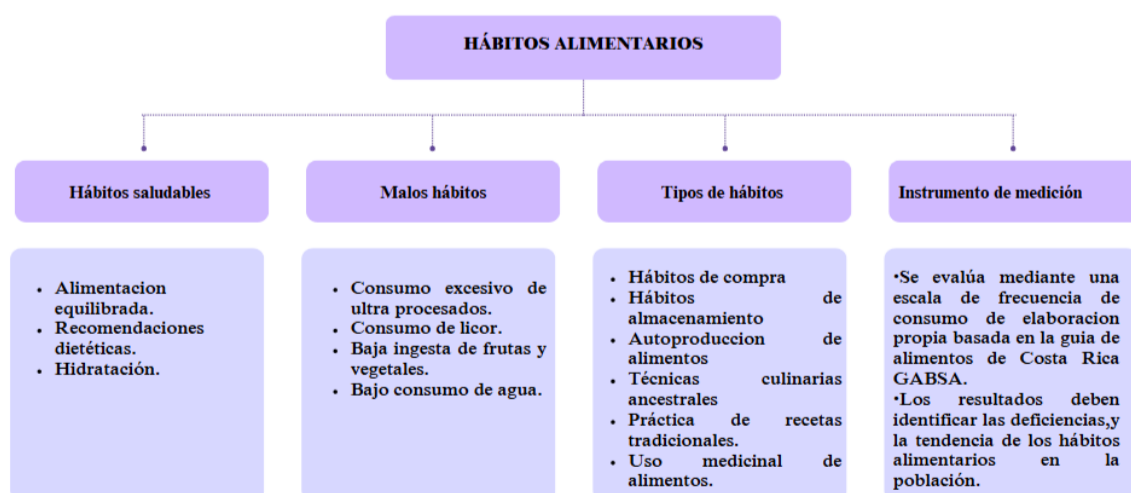 HÁBITOS ALIMENTARIOS
Hábitos saludables
• Alimentacion
equilibrada.
• Recomendaciones
dietéticas.
• Hidratación.
Malos hábitos
• Consumo excesivo de
ultra procesados.
• Consumo de licor.
• Baja ingesta de frutas y
vegetales.
• Bajo consumo de agua.
Tipos de hábitos
• Hábitos de compra
• Hábitos de
almacenamiento
• Autoproduccion de
alimentos
• Técnicas culinarias
ancestrales
• Práctica de recetas
tradicionales.
• Uso medicinal de
alimentos.
Instrumento de medición
•Se evalúa mediante una
escala de frecuencia de
consumo de elaboracion
propia basada en la guia de
alimentos de Costa Rica
GABSA.
•Los resultados deben
identificar las deficiencias,y
la tendencia de los hábitos
alimentarios en la
población.